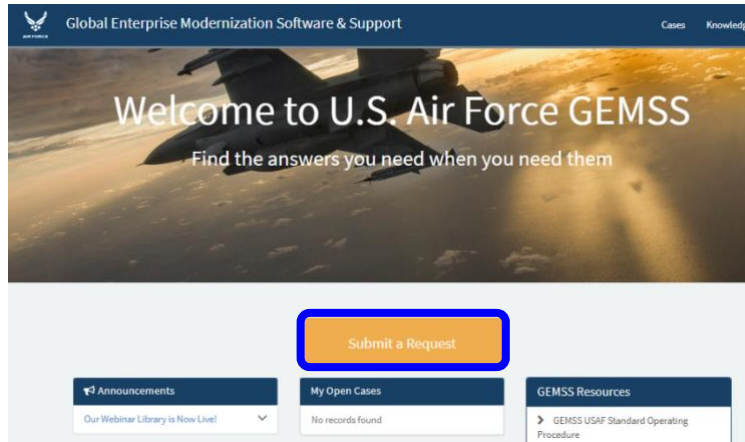 AIR FORCE
Global Enterprise Modernization Software & Support
Cases
Knowledg
Welcome to U.S. Air Force GEMSS
Find the answers you need when you need them
Submit a Request
Announcements
Our Webinar Library is Now Live!
My Open Cases
No records found
GEMSS Resources
GEMSS USAF Standard Operating
Procedure